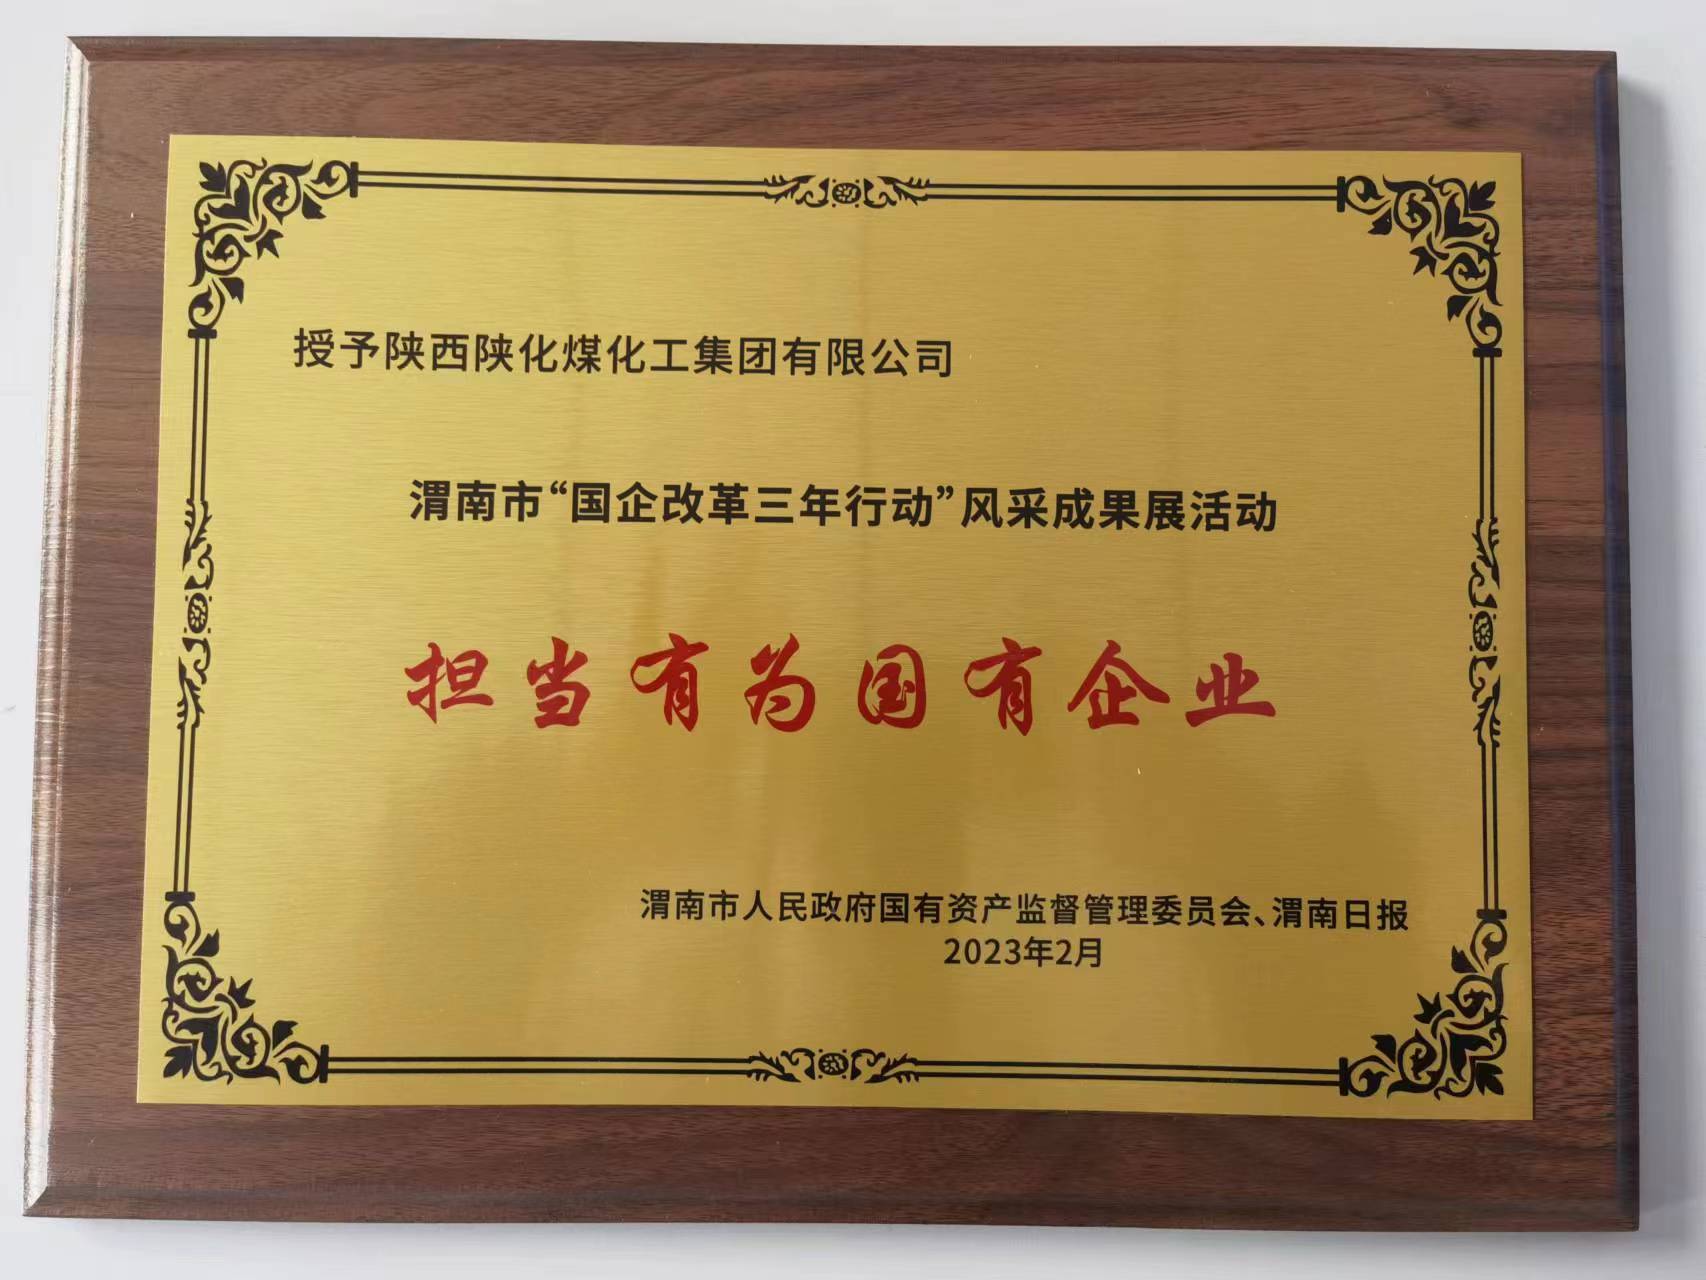 授予陕西陕化煤化工集团有限公司
渭南市“国企改革三年行动”风采成果展活动
担当有为国有企业
渭南市人民政府国有资产监督管理委员会、渭南日报
2023年2月